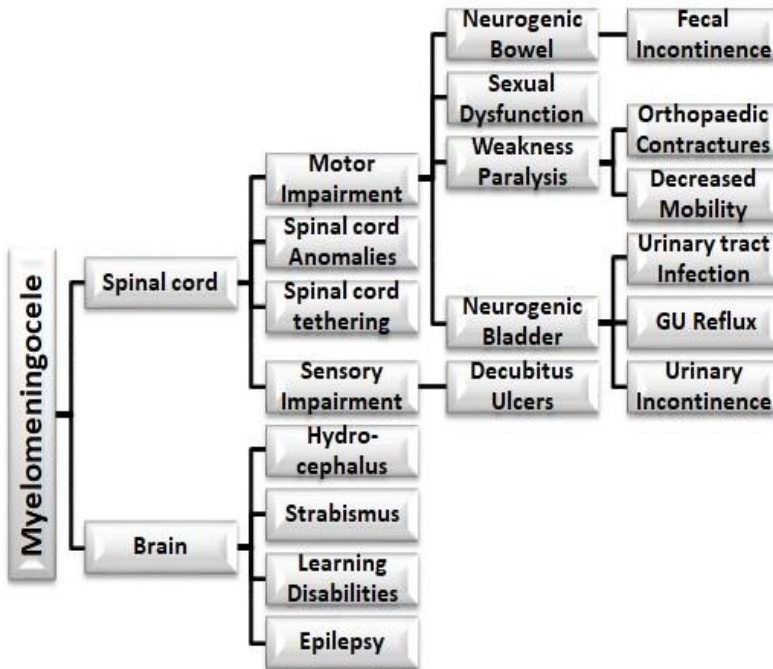 Myelomeningocele
Spinal cord
Brain
Motor
Impairment
Spinal cord
Anomalies
Spinal cord
tethering
Sensory
Impairment
Hydro-
cephalus
Strabismus
Learning
Disabilities
Epilepsy
Neurogenic
Bowel
Sexual
Dysfunction
Weakness
Paralysis
Neurogenic
Bladder
Decubitus
Ulcers
Fecal
Incontinence
Orthopaedic
Contractures
Decreased
Mobility
Urinary tract
Infection
GU Reflux
Urinary
Incontinence